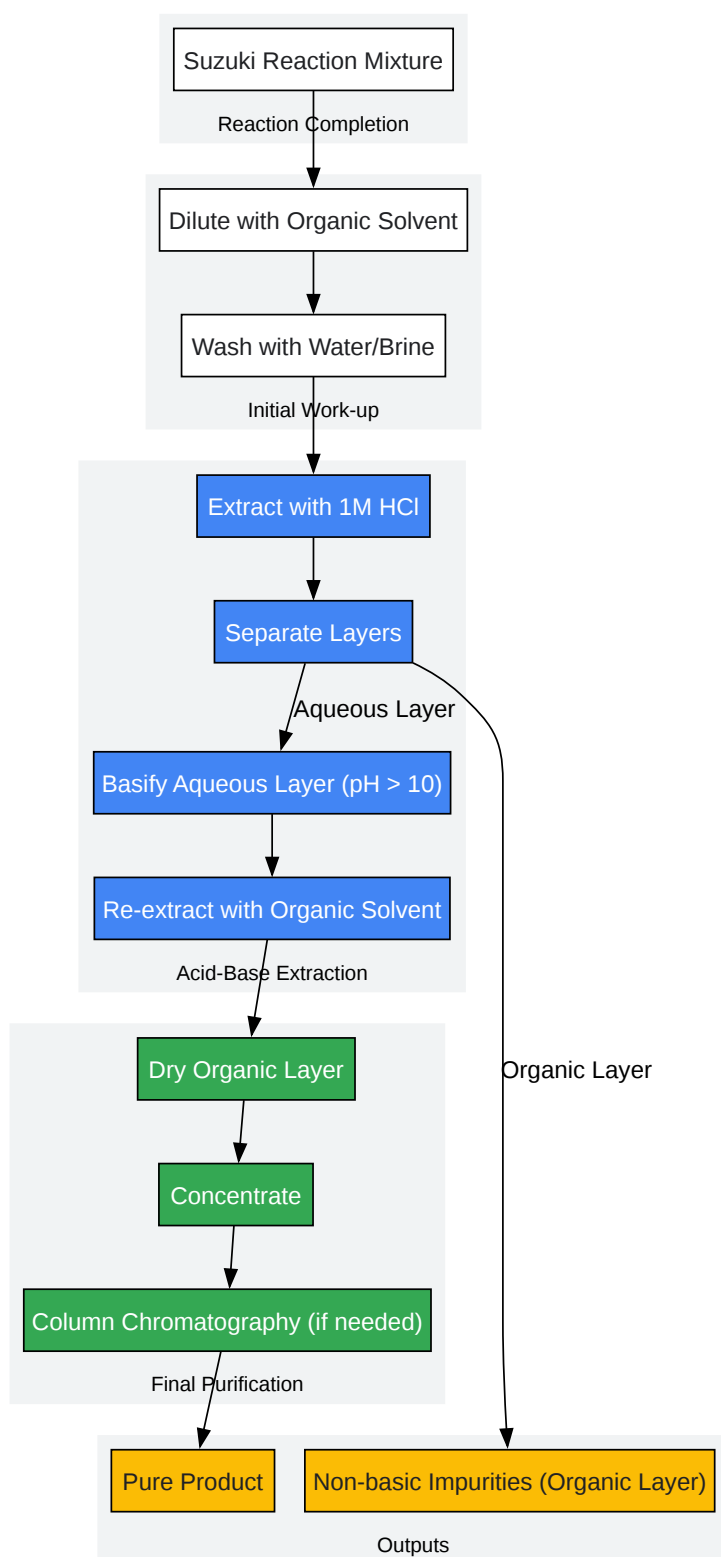 Suzuki Reaction Mixture
Reaction Completion
Dilute with Organic Solvent
Wash with Water/Brine
Initial Work-up
Extract with 1M HCl
Separate Layers
Aqueous Layer
Basify Aqueous Layer (pH > 10)
Re-extract with Organic Solvent
Acid-Base Extraction
Dry Organic Layer
Organic Layer
Concentrate
Column Chromatography (if needed)
Final Purification
Pure Product
Non-basic Impurities (Organic Layer)
Outputs